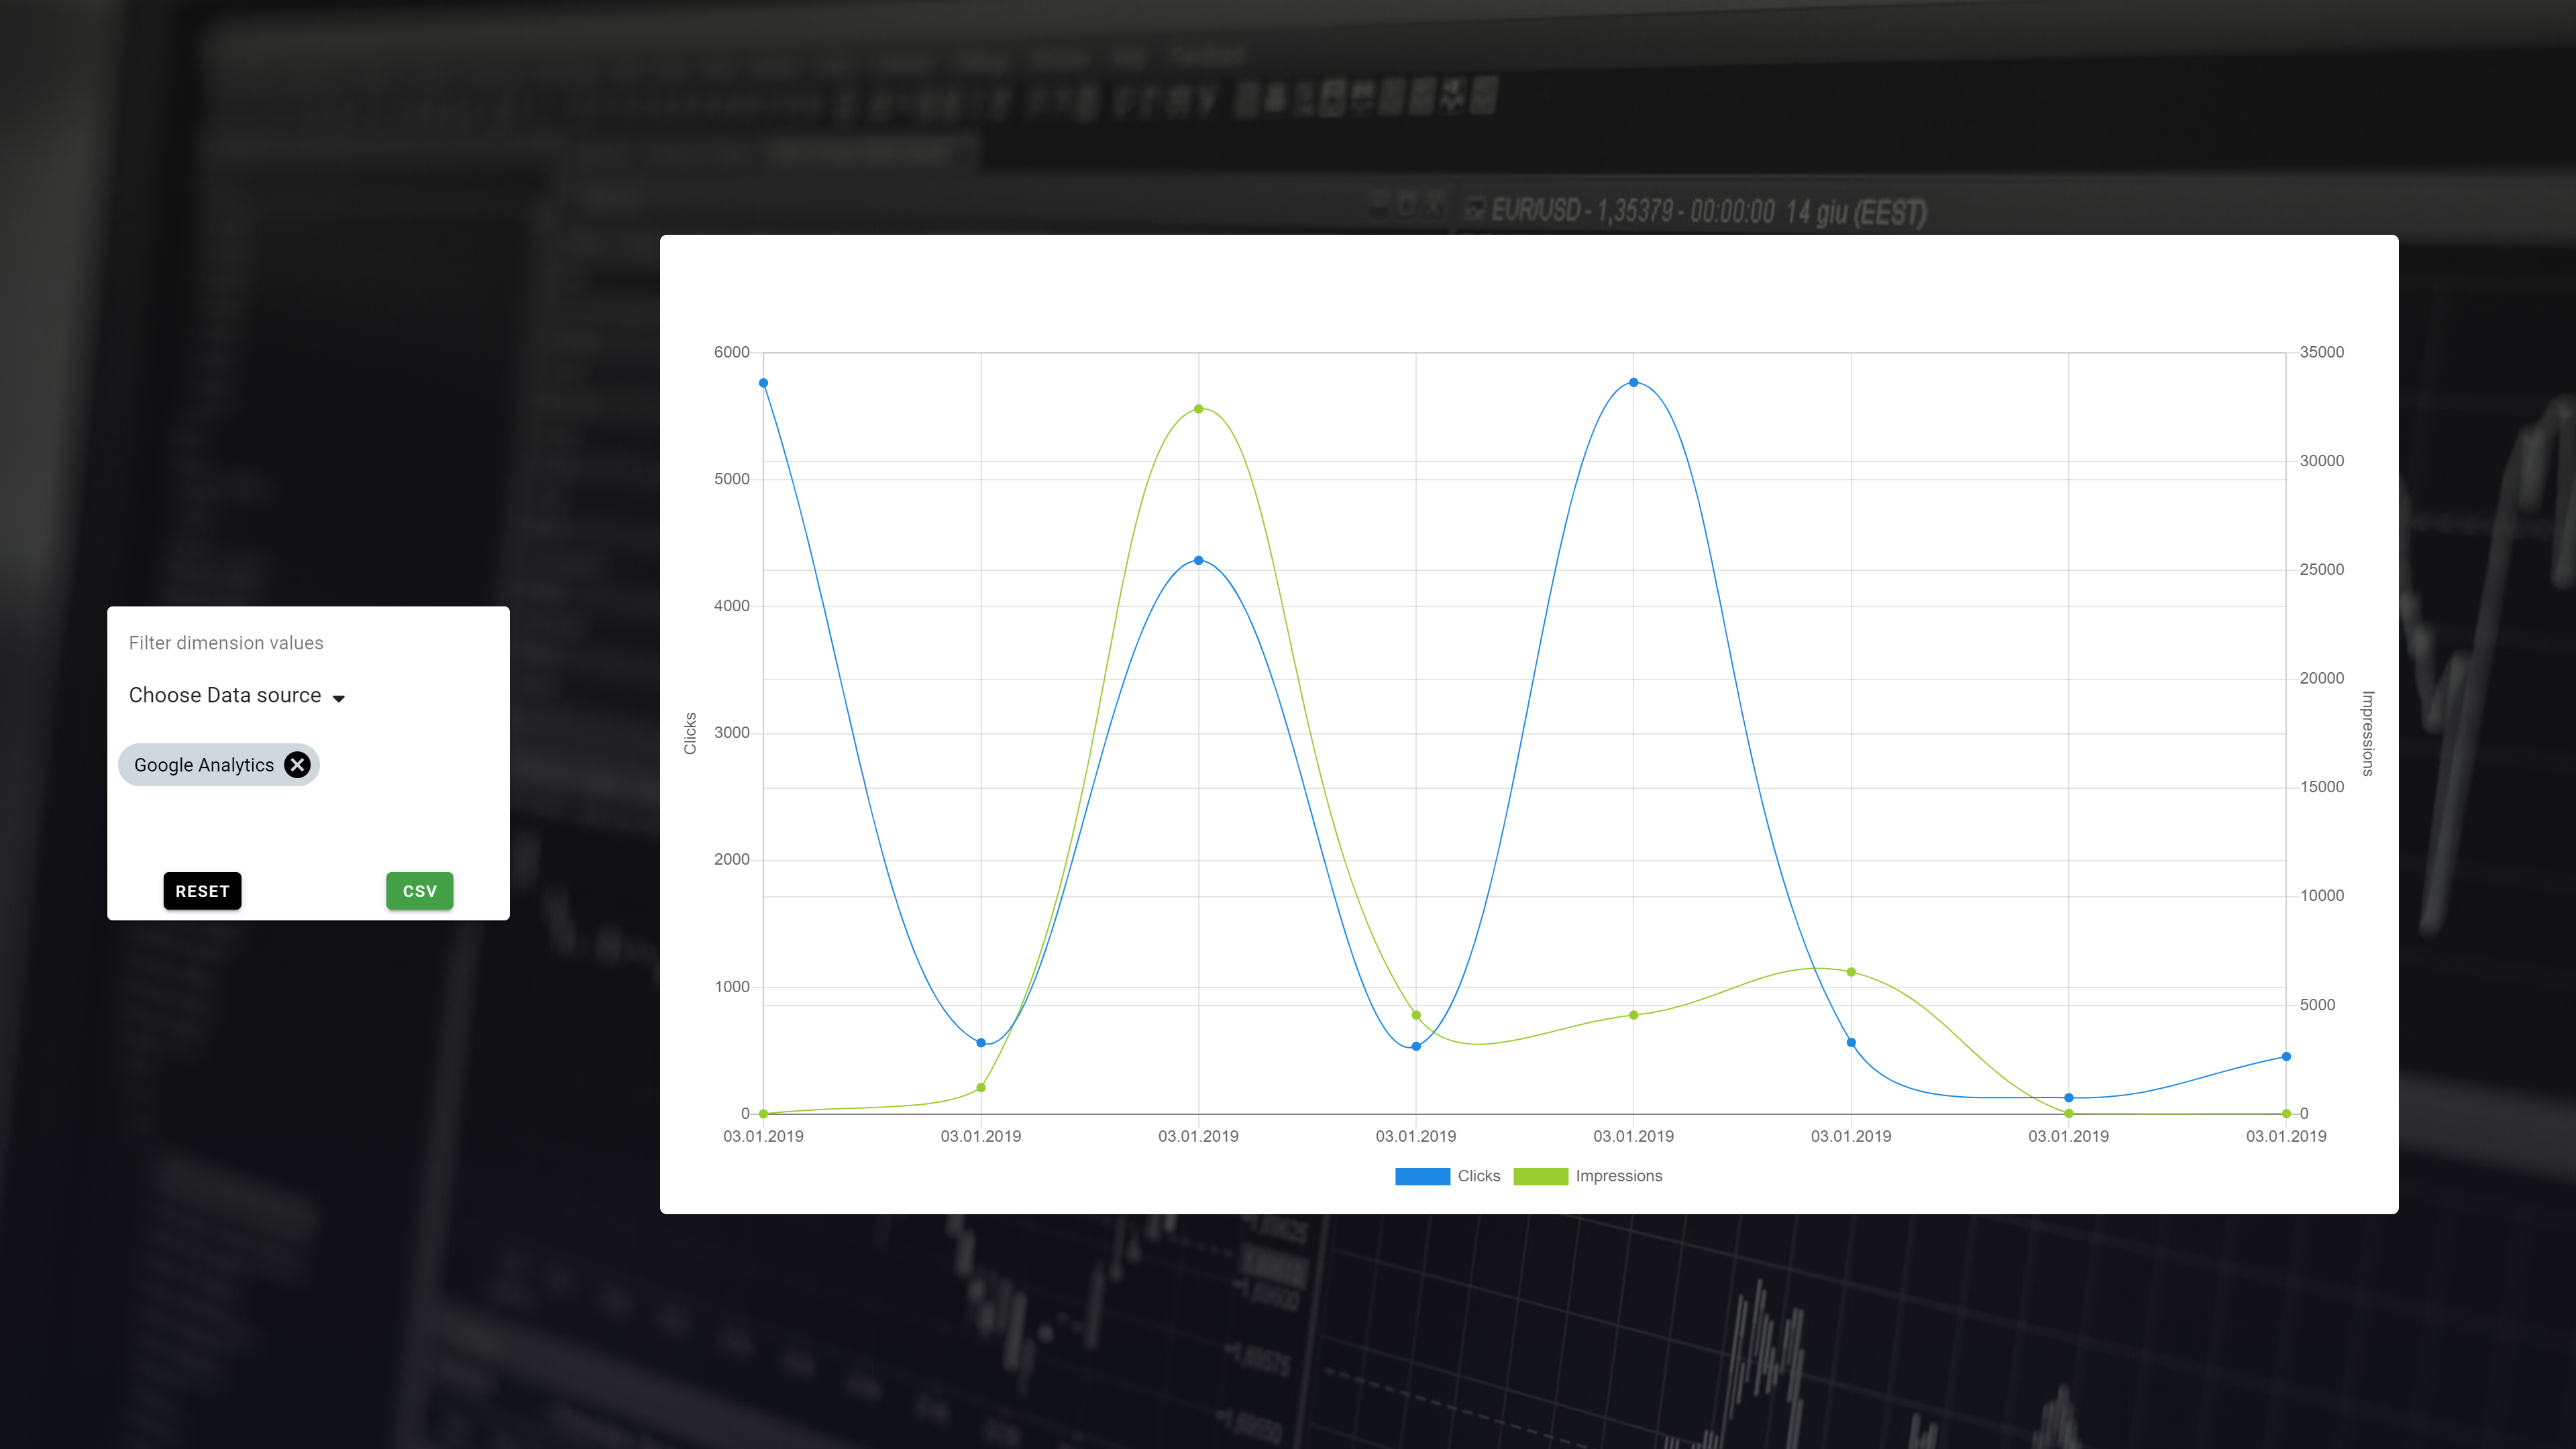 EUR/USD - 1,35379 - 00:00:00 14 giu (EEST)
Filter dimension values
Choose Data source
Google Analytics
RESET
CSV
6000
5000
4000
3000
2000
1000
0
Clicks
35000
30000
25000
20000
15000
10000
5000
0
Impressions
03.01.2019 03.01.2019 03.01.2019 03.01.2019 03.01.2019 03.01.2019 03.01.2019 03.01.2019
Clicks Impressions